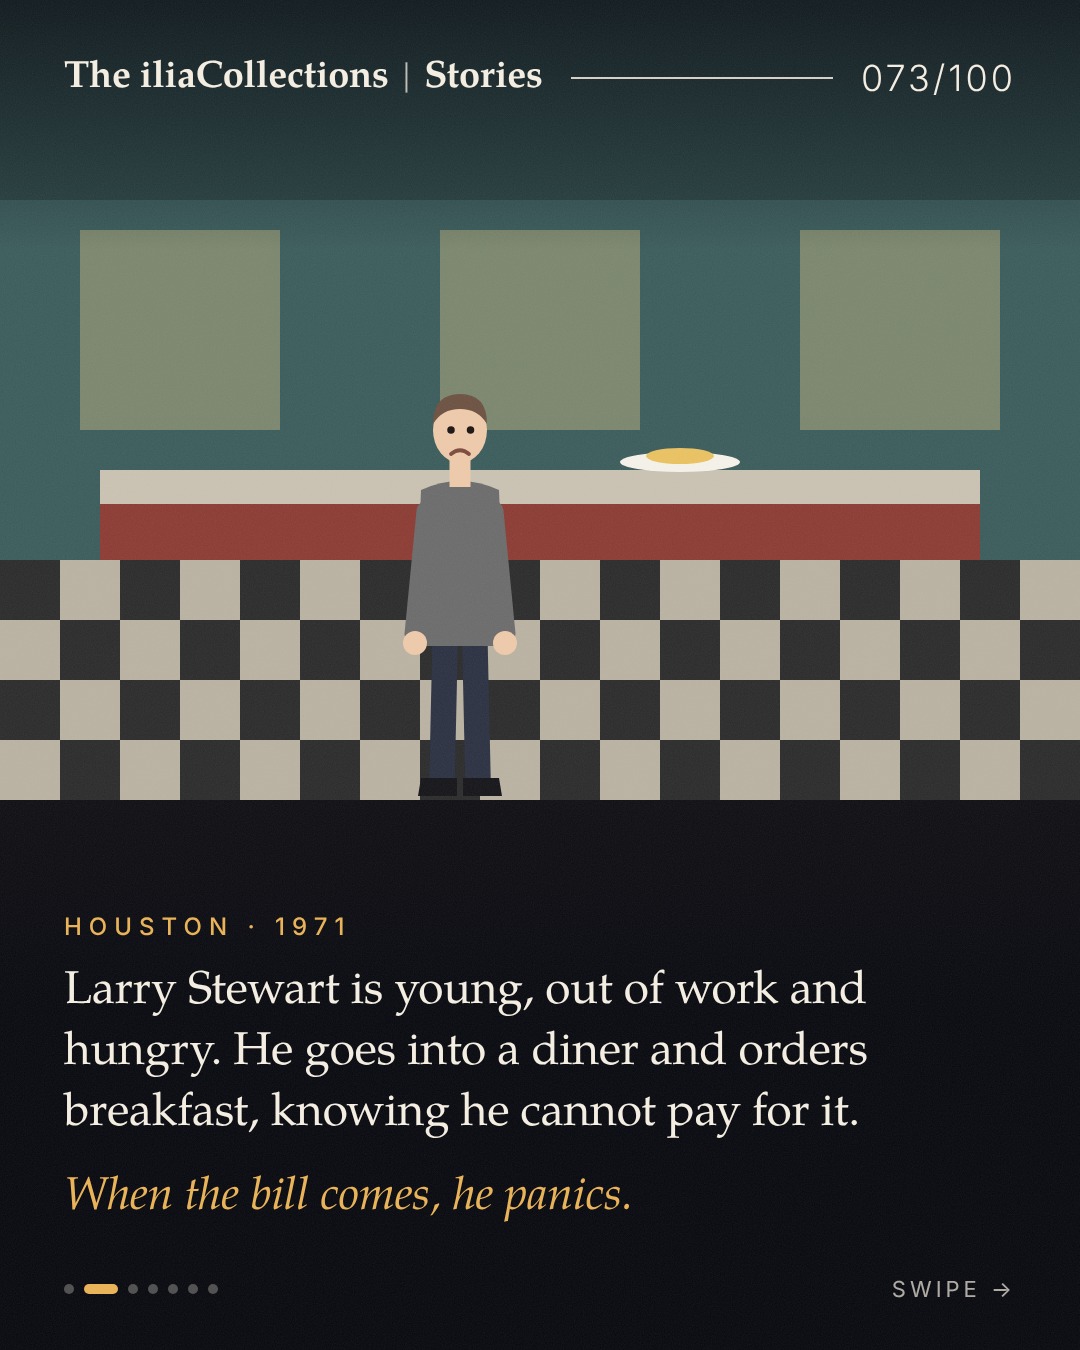 The iliaCollections | Stories 073/100
HOUSTON · 1971
Larry Stewart is young, out of work and
hungry. He goes into a diner and orders
breakfast, knowing he cannot pay for it.
When the bill comes, he panics.
SWIPE →